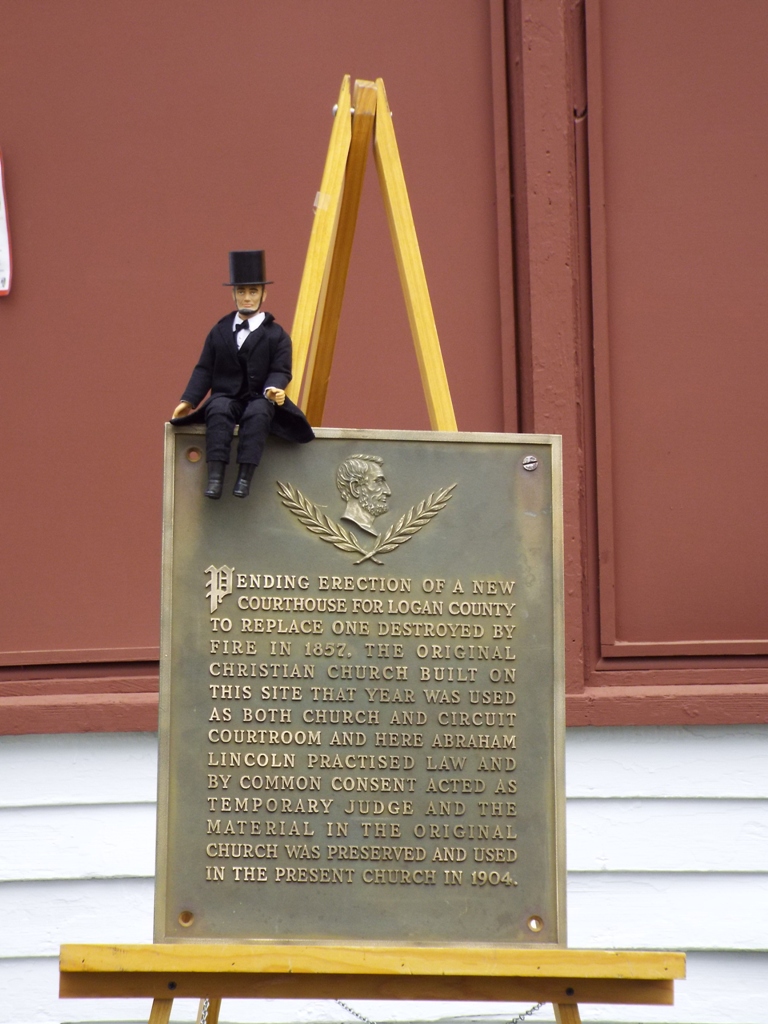 PENDING ERECTION OF A NEW
COURTHOUSE FOR LOGAN COUNTY
TO REPLACE ONE DESTROYED BY
FIRE IN 1857. THE ORIGINAL
CHRISTIAN CHURCH BUILT ON
THIS SITE THAT YEAR WAS USED
AS BOTH CHURCH AND CIRCUIT
COURTROOM AND HERE ABRAHAM
LINCOLN PRACTISED LAW AND
BY COMMON CONSENT ACTED AS
TEMPORARY JUDGE AND THE
MATERIAL IN THE ORIGINAL
CHURCH WAS PRESERVED AND USED
IN THE PRESENT CHURCH IN 1904.